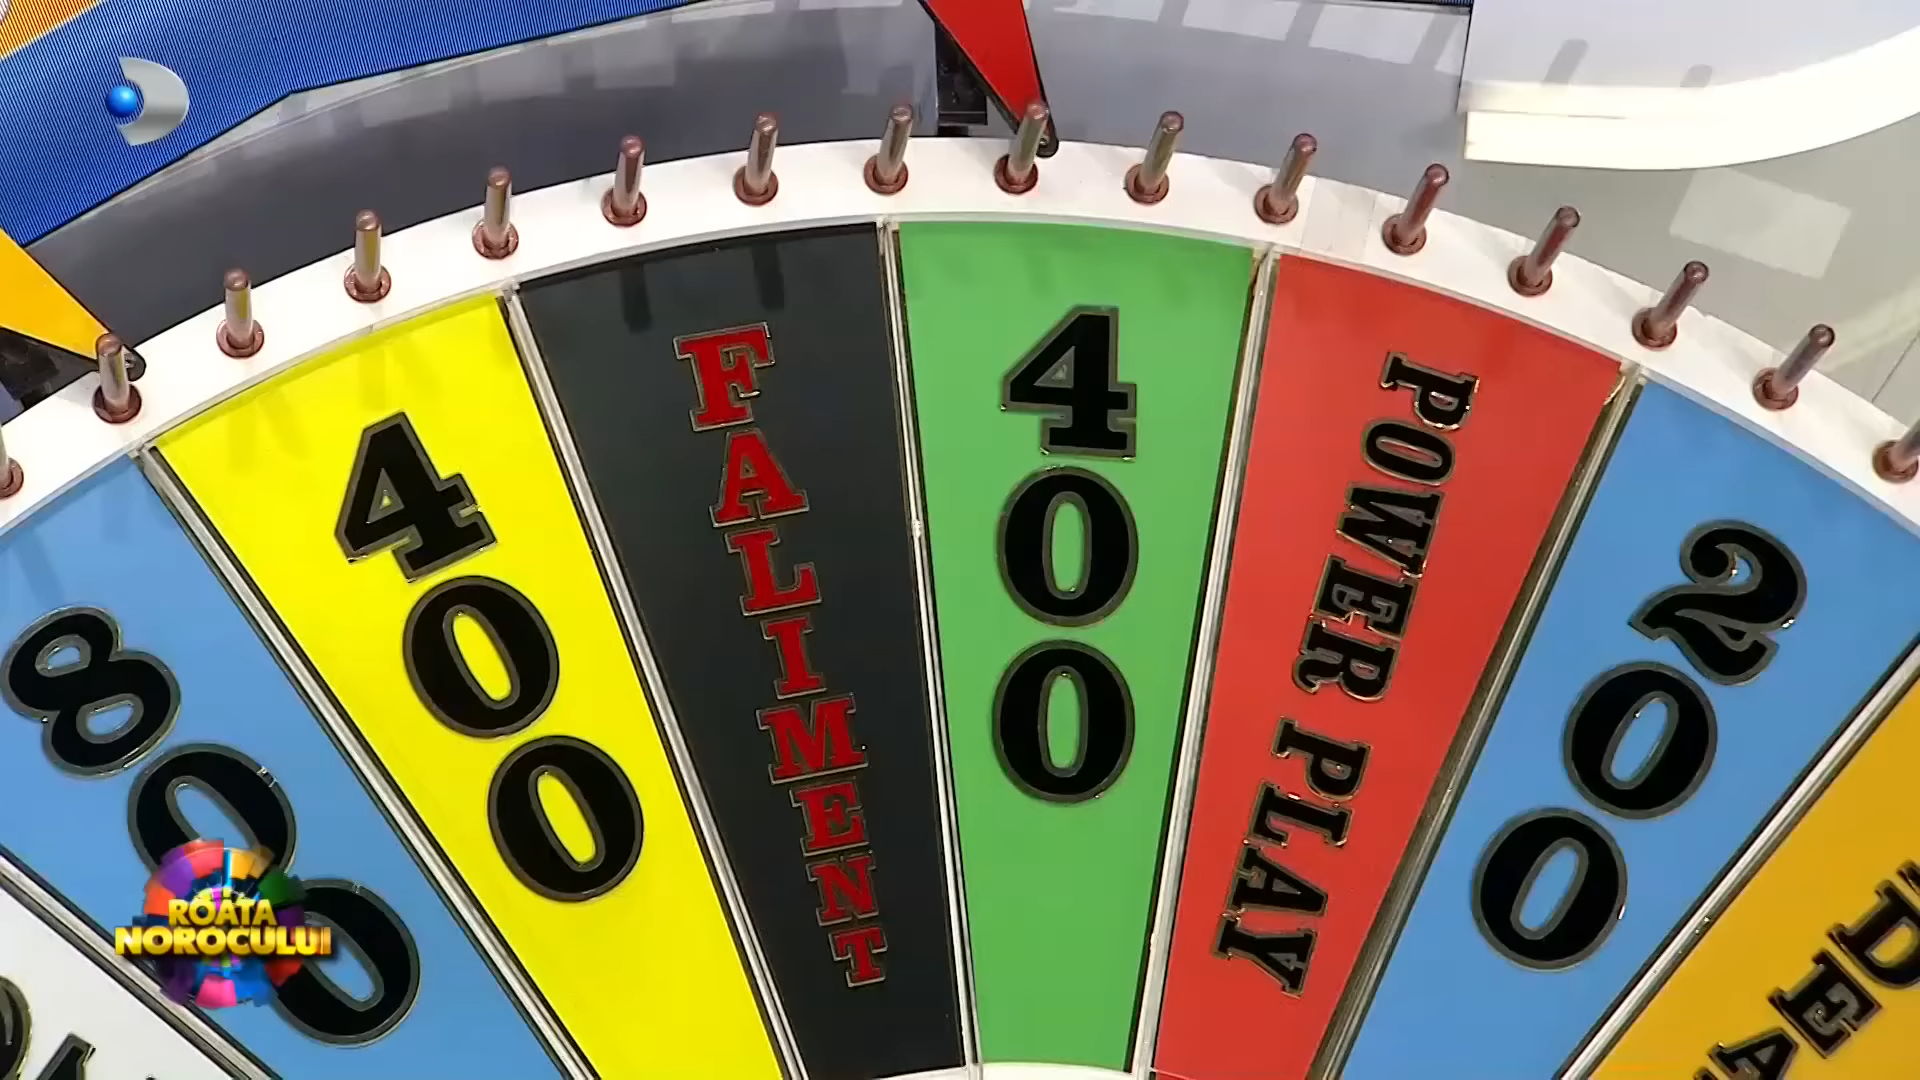 800
400
FALIMENT
400
POWER PLAY
200
ROATA
NOROCULUI